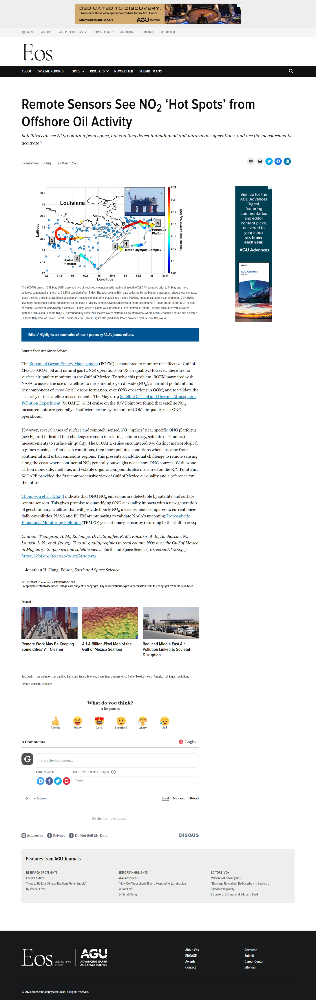 DEDICATED TO DISCOVERY.
Nominate those who opened our future for an AGU Honor.
Submissions due 12 April
AGU HONORS
MENU AGU.ORG AGU PUBLICATIONS CAREER CENTER AGU BLOGS JOIN AGU GIVE TO AGU
Eos
ABOUT SPECIAL REPORTS TOPICS PROJECTS NEWSLETTER SUBMIT TO EOS
Remote Sensors See NO₂ ‘Hot Spots’ from
Offshore Oil Activity
Satellites can see NO₂ pollution from space, but can they detect individual oil and natural gas operations, and are the measurements
accurate?
By Jonathan H. Jiang 23 March 2023
30.5
30
29.5
29
28.5
28
27.5
27
Latitude
-92 -91.5 -91 -90.5 -90 -89.5 -89 -88.5 -88 -87.5
Longitude
Louisiana
4
Petronius
Platform
5
3
1
Mars / Olympus Complex
Brutus
Platform
2
0.22
0.2
0.18
0.16
0.14
0.12
0.1
0.08
Pandora Total Column NO₂ (DU)
Sign up for the
AGU Advances
Digest,
featuring
commentaries
and editor
content picks,
delivered to
your inbox
six times
each year.
AGU Advances
AGU
AGU Advances
WILEY
The SCOAPE cruise (10-18 May 2019) observed two air regimes: cleaner, mostly marine air (south of 28.3⁰N) sampled prior to 14 May and more
polluted, continental air (north of 28.5⁰N) sampled after 14 May. The total column NO₂ data collected by the Pandora instrument show these contrasts
along the ship track (in gray). Blue squares mark locations of platforms that fall into the top 500 NOₓ emitters category according to the 2014 BOEM
inventory. Sampling locations are marked on the map: 1 - vicinity of Mars/Olympus deepwater platform complex; 2 - near Brutus platform; 3 - second
encounter, vicinity of Mars/Olympus complex, 14 May, where a plume was detected; 4 - near Petronius (photo), second encounter with elevated
methane, VOCs and Pandora NO₂; 5 - surrounded by numerous shallow water platforms in western area, where a VOC-enhanced plume and elevated
Pandora NO₂ were observed. Credit: Thompson et al. [2023], Figure 10b (modified); Photo provided by R. M. Stauffer, NASA
Editors’ Highlights are summaries of recent papers by AGU’s journal editors.
Source: Earth and Space Science
The Bureau of Ocean Energy Management (BOEM) is mandated to monitor the effects of Gulf of
Mexico (GOM) oil and natural gas (ONG) operations on US air quality. However, there are no
surface air quality monitors in the Gulf of Mexico. To solve this problem, BOEM partnered with
NASA to assess the use of satellites to measure nitrogen dioxide (NO₂), a harmful pollutant and
key component of “nose-level” ozone formation, over ONG operations in GOM, and to validate the
accuracy of the satellite measurements. The May 2019 Satellite Coastal and Oceanic Atmospheric
Pollution Experiment (SCOAPE) GOM cruise on the R/V Point Sur found that satellite NO₂
measurements are generally of sufficient accuracy to monitor GOM air quality near ONG
operations.
However, several cases of surface and remotely sensed NO₂ “spikes” near specific ONG platforms
(see Figure) indicated that challenges remain in relating column (e.g., satellite or Pandora)
measurements to surface air quality. The SCOAPE cruise encountered two distinct meteorological
regimes causing at first clean conditions, then more polluted conditions when air came from
continental and urban emissions regions. This presents an additional challenge to remote sensing
along the coast where continental NO₂ generally outweighs near-shore ONG sources. With ozone,
carbon monoxide, methane, and volatile organic compounds also measured on the R/V Point Sur,
SCOAPE provided the first comprehensive view of Gulf of Mexico air quality and a reference for
the future.
Thompson et al. [2023] indicate that ONG NO₂ emissions are detectable by satellite and surface
remote sensors. This gives promise to quantifying ONG air quality impacts with a new generation
of geostationary satellites that will provide hourly NO₂ measurements compared to current once-
daily capabilities. NASA and BOEM are preparing to validate NASA’s upcoming Tropospheric
Emissions: Monitoring Pollution (TEMPO) geostationary sensor by returning to the Gulf in 2024.
Citation: Thompson, A. M., Kollonige, D. E., Stauffer, R. M., Kotsakis, A. E., Abuhassan, N.,
Lamsal, L. N., et al. (2023). Two air quality regimes in total column NO2 over the Gulf of Mexico
in May 2019: Shipboard and satellite views. Earth and Space Science, 10, e2022EA002473.
https://doi.org/10.1029/2022EA002473
—Jonathan H. Jiang, Editor, Earth and Space Science
Text © 2023. The authors. CC BY-NC-ND 3.0
Except where otherwise noted, images are subject to copyright. Any reuse without express permission from the copyright owner is prohibited.
Related
Remote Work May Be Keeping
Some Cities’ Air Cleaner
A 1.4-Billion-Pixel Map of the
Gulf of Mexico Seafloor
Reduced Middle East Air
Pollution Linked to Societal
Disruption
Tagged: air pollution, air quality, Earth and Space Science, everything atmospheric, Gulf of Mexico, North America, oil & gas, pollution,
remote sensing, satellites
What do you think?
0 Responses
Upvote Funny Love Surprised Angry Sad
0 Comments
1 Login
G
Start the discussion...
LOG IN WITH
OR SIGN UP WITH DISQUS ?
D f G
Name
• Share
Best Newest Oldest
Be the first to comment.
Subscribe Privacy ! Do Not Sell My Data
DISQUS
Features from AGU Journals
RESEARCH SPOTLIGHTS
Earth’s Future
“How to Build a Climate-Resilient Water Supply”
By Rachel Fritts
EDITORS' HIGHLIGHTS
AGU Advances
“How Do Atmospheric Rivers Respond to Extratropical
Variability?”
By Sarah Kang
EDITORS' VOX
Reviews of Geophysics
“Rare and Revealing: Radiocarbon in Service of
Paleoceanography”
By Luke C. Skinner and Edouard Bard
Eos
SCIENCE NEWS
BY AGU
AGU
ADVANCING EARTH
AND SPACE SCIENCE
About Eos
ENGAGE
Awards
Contact
Advertise
Submit
Career Center
Sitemap
© 2023 American Geophysical Union. All rights reserved.